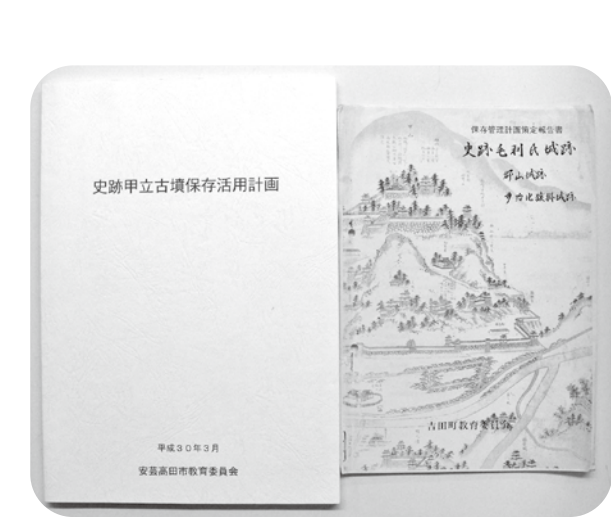 史跡甲立古墳保存活用計画
平成30年3月
安芸高田市教育委員会
保存管理計画策定報告書
史跡毛利氏城跡
郡山城跡
多治比猿掛城跡
吉田町教育委員会